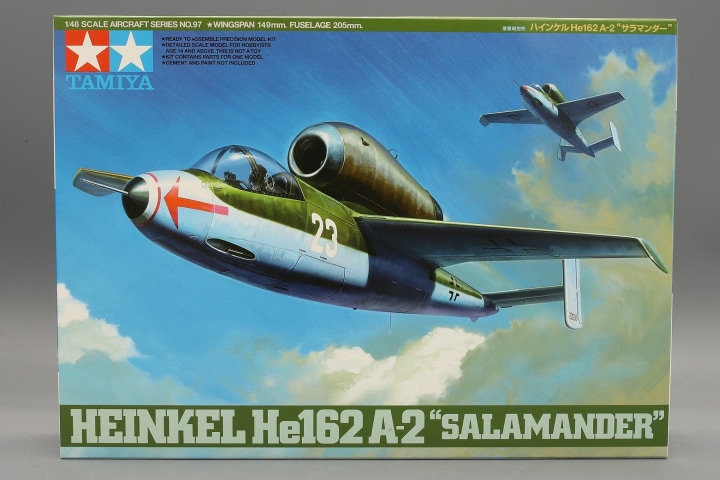 1/48 SCALE AIRCRAFT SERIES NO.97 ★WINGSPAN 149mm. FUSELAGE 205mm.
ハインケル He162 A-2 "サラマンダー"
★READY TO ASSEMBLE PRECISION MODEL KIT
★DETAILED SCALE MODEL FOR HOBBYISTS
AGE 14 AND ABOVE. THIS IS NOT A TOY
★KIT CONTAINS PARTS FOR ONE MODEL
★CEMENT AND PAINT NOT INCLUDED
TAMIYA
23
HEINKEL He162 A-2 "SALAMANDER"